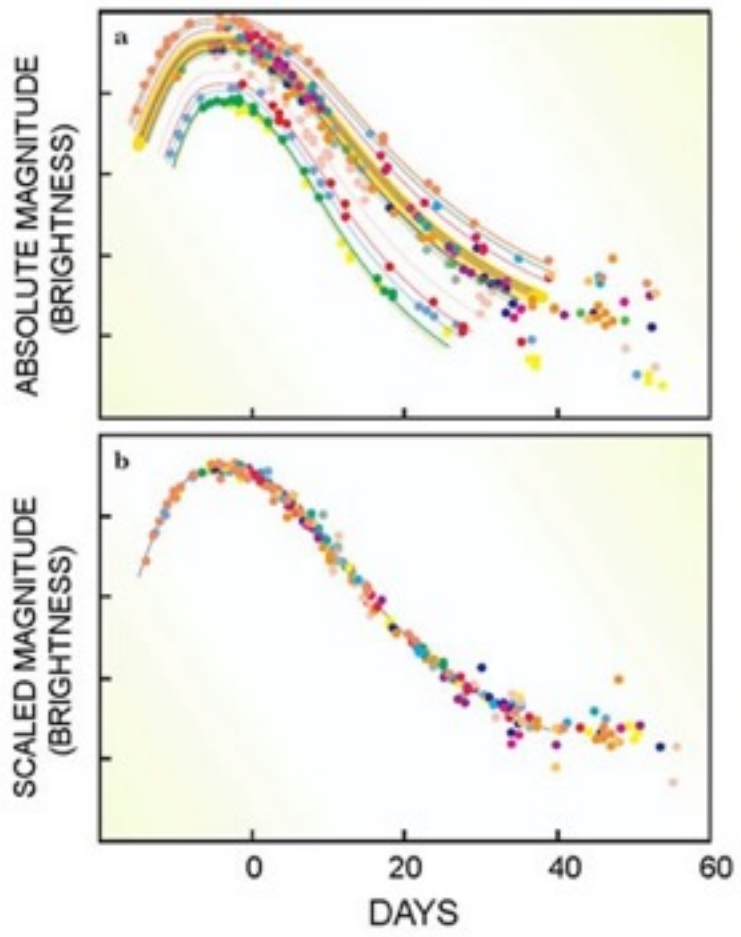 a
ABSOLUTE MAGNITUDE
(BRIGHTNESS)
b
SCALED MAGNITUDE
(BRIGHTNESS)
0 20 40 60
DAYS